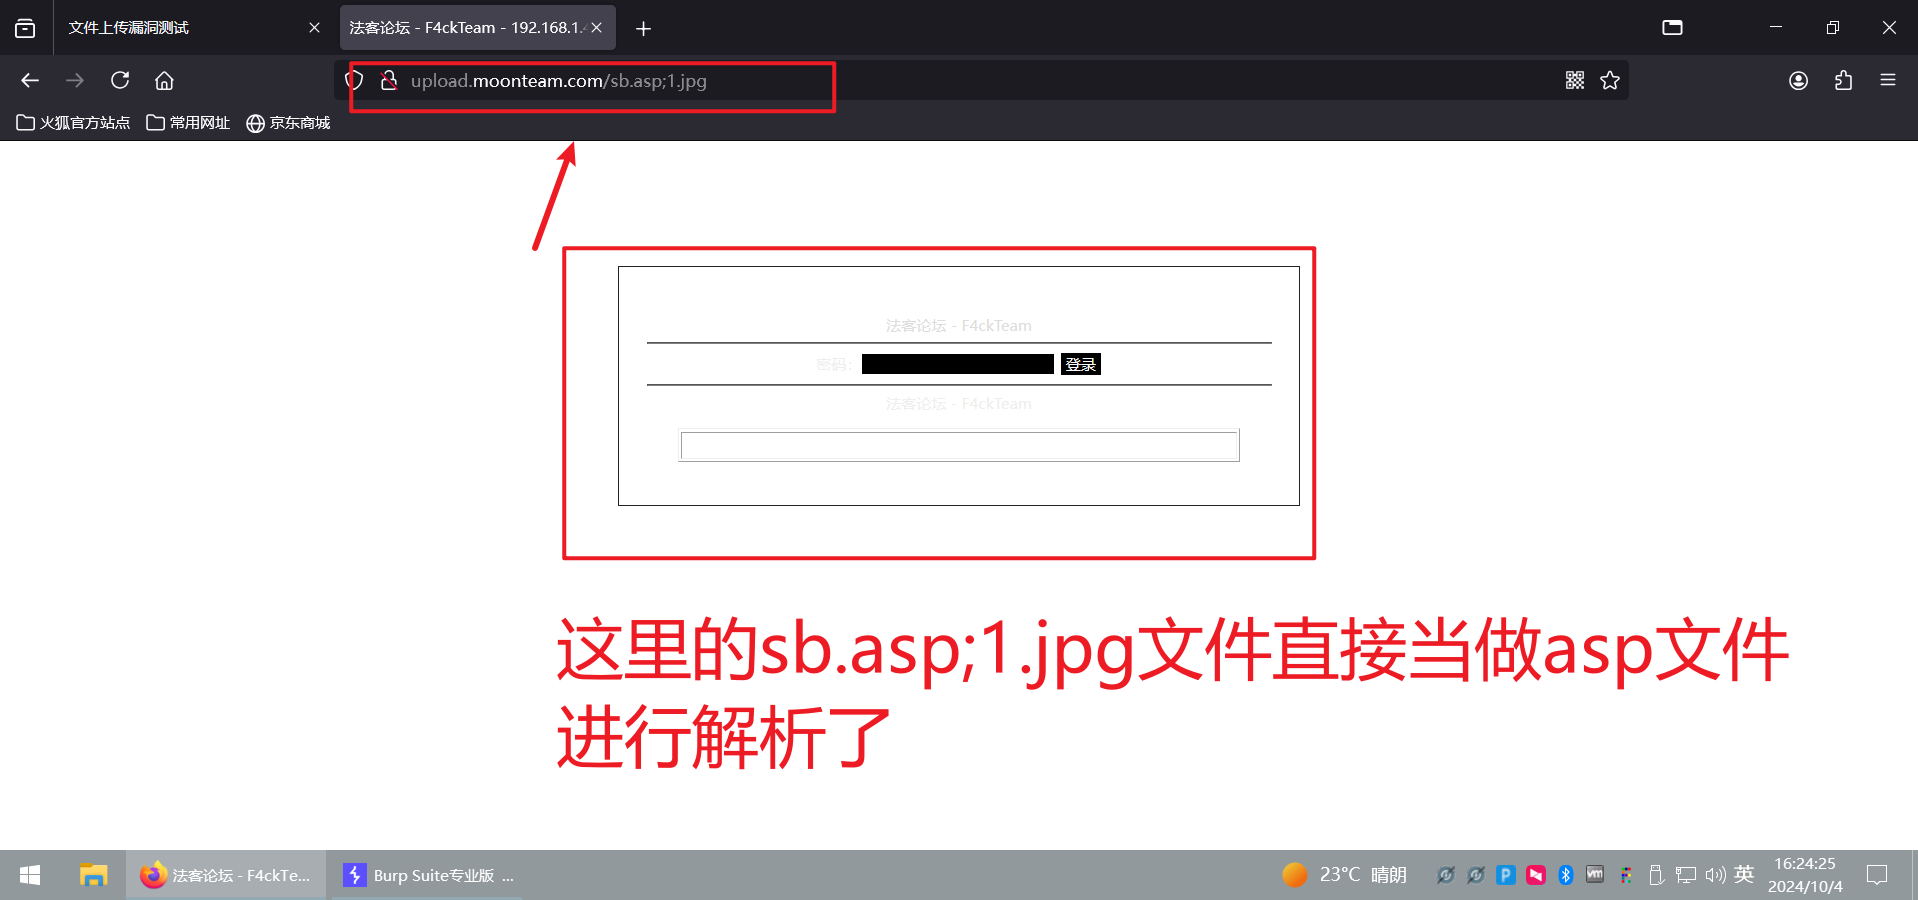 文件上传漏洞测试
法客论坛 - F4ckTeam - 192.168.1.4
upload.moonteam.com/sb.asp;1.jpg
火狐官方站点 常用网址 京东商城
法客论坛 - F4ckTeam
密码: 登录
法客论坛 - F4ckTeam
这里的sb.asp;1.jpg文件直接当做asp文件
进行解析了
法客论坛 - F4ckTe...
Burp Suite专业版 ...
23°C 晴朗
P
vm
英
16:24:25
2024/10/4